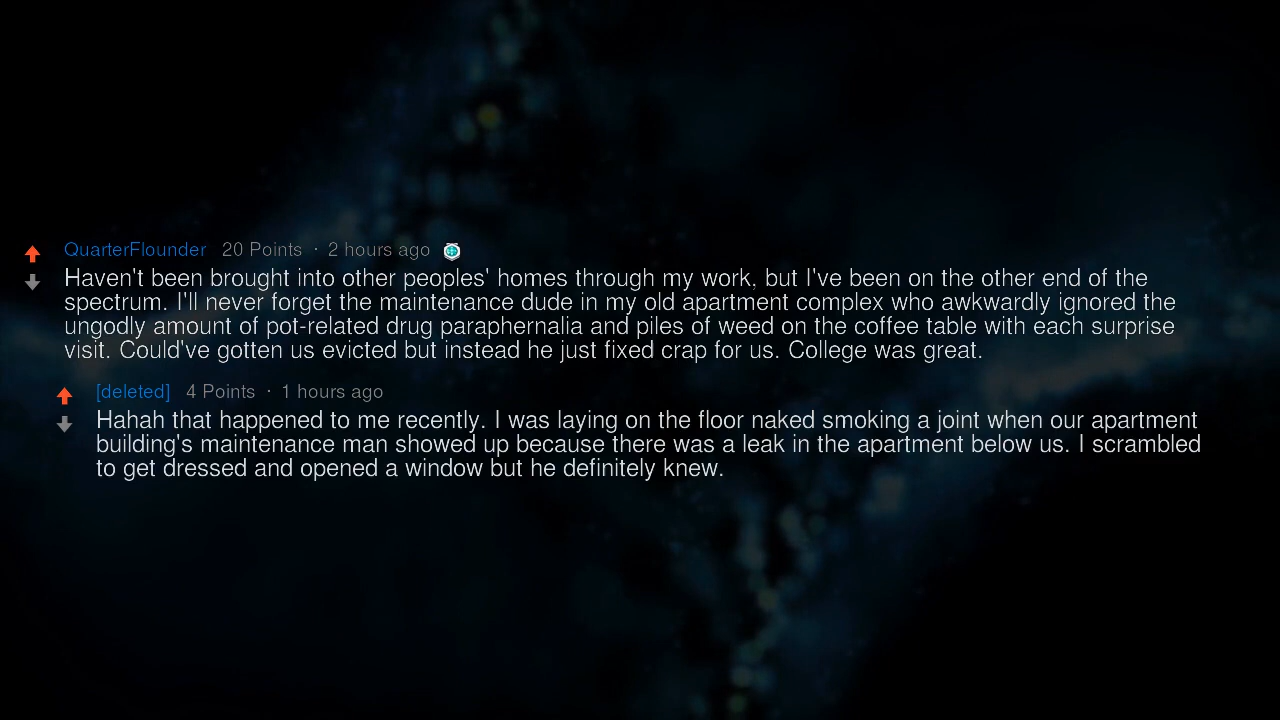 QuarterFlounder 20 Points · 2 hours ago
Haven't been brought into other peoples' homes through my work, but I've been on the other end of the
spectrum. I'll never forget the maintenance dude in my old apartment complex who awkwardly ignored the
ungodly amount of pot-related drug paraphernalia and piles of weed on the coffee table with each surprise
visit. Could've gotten us evicted but instead he just fixed crap for us. College was great.
[deleted] 4 Points · 1 hours ago
Hahah that happened to me recently. I was laying on the floor naked smoking a joint when our apartment
building's maintenance man showed up because there was a leak in the apartment below us. I scrambled
to get dressed and opened a window but he definitely knew.